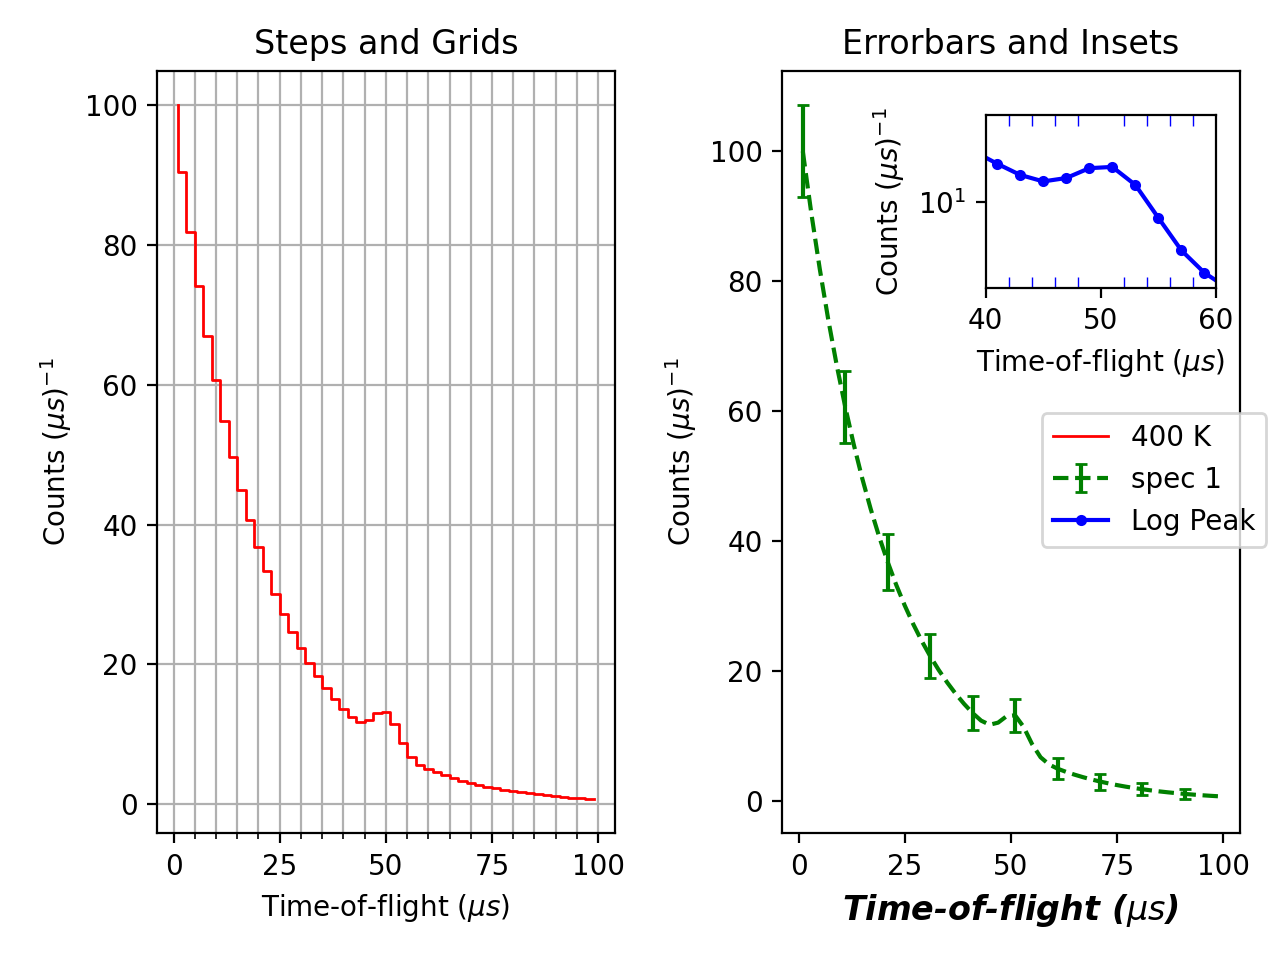 Steps and Grids
Counts (μs)⁻¹
100
80
60
40
20
0
0 25 50 75 100
Time-of-flight (μs)
Errorbars and Insets
Counts (μs)⁻¹
100
80
60
40
20
0
0 25 50 75 100
Time-of-flight (μs)
Counts (μs)⁻¹
10¹
40 50 60
Time-of-flight (μs)
400 K
spec 1
Log Peak